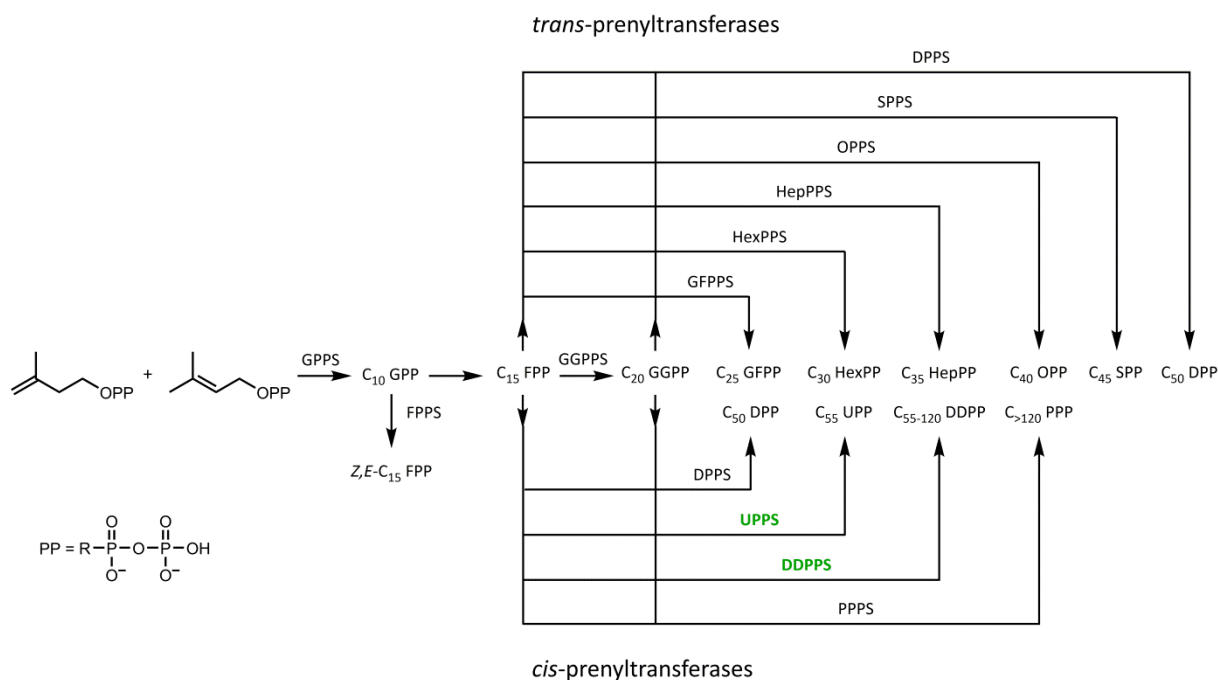 trans-prenyltransferases
DPPS
SPPS
OPPS
HepPPS
HexPPS
GFPPS
OPP + OPP GPPS C₁₀ GPP C₁₅ FPP GGPPS C₂₀ GGPP C₂₅ GFPP C₃₀ HexPP C₃₅ HepPP C₄₀ OPP C₄₅ SPP C₅₀ DPP
FPPS C₅₀ DPP C₅₅ UPP C₅₅₋₁₂₀ DDPP C>₁₂₀ PPP
Z,E-C₁₅ FPP
DPPS
UPPS
DDPPS
PPPS
O O
PP = R P O P OH
O⁻ O⁻
cis-prenyltransferases